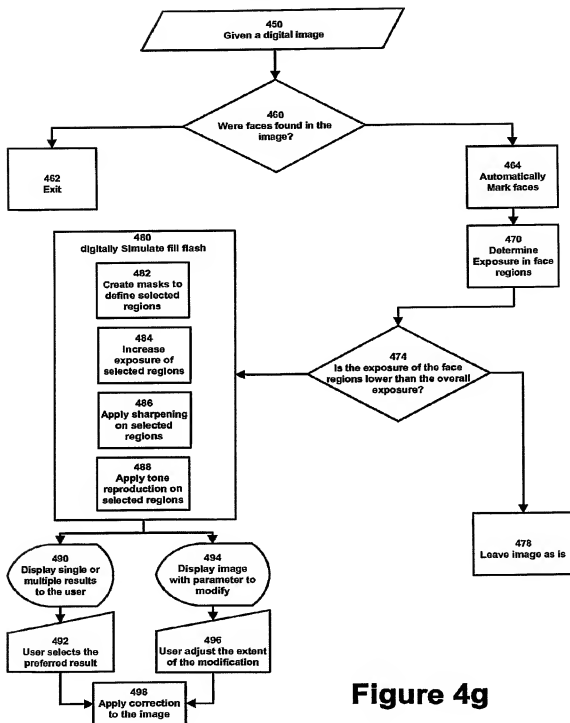 450
Given a digital image
460
Were faces found in the
image?
462
Exit
464
Automatically
Mark faces
470
Determine
Exposure in face
regions
474
Is the exposure of the face
regions lower than the overall
exposure?
478
Leave image as is
480
digitally Simulate fill flash
482
Create masks to
define selected
regions
484
Increase
exposure of
selected regions
486
Apply sharpening
on selected
regions
488
Apply tone
reproduction on
selected regions
490
Display single or
multiple results
to the user
494
Display image
with parameter to
modify
492
User selects the
preferred result
496
User adjust the extent
of the modification
498
Apply correction
to the image
Figure 4g